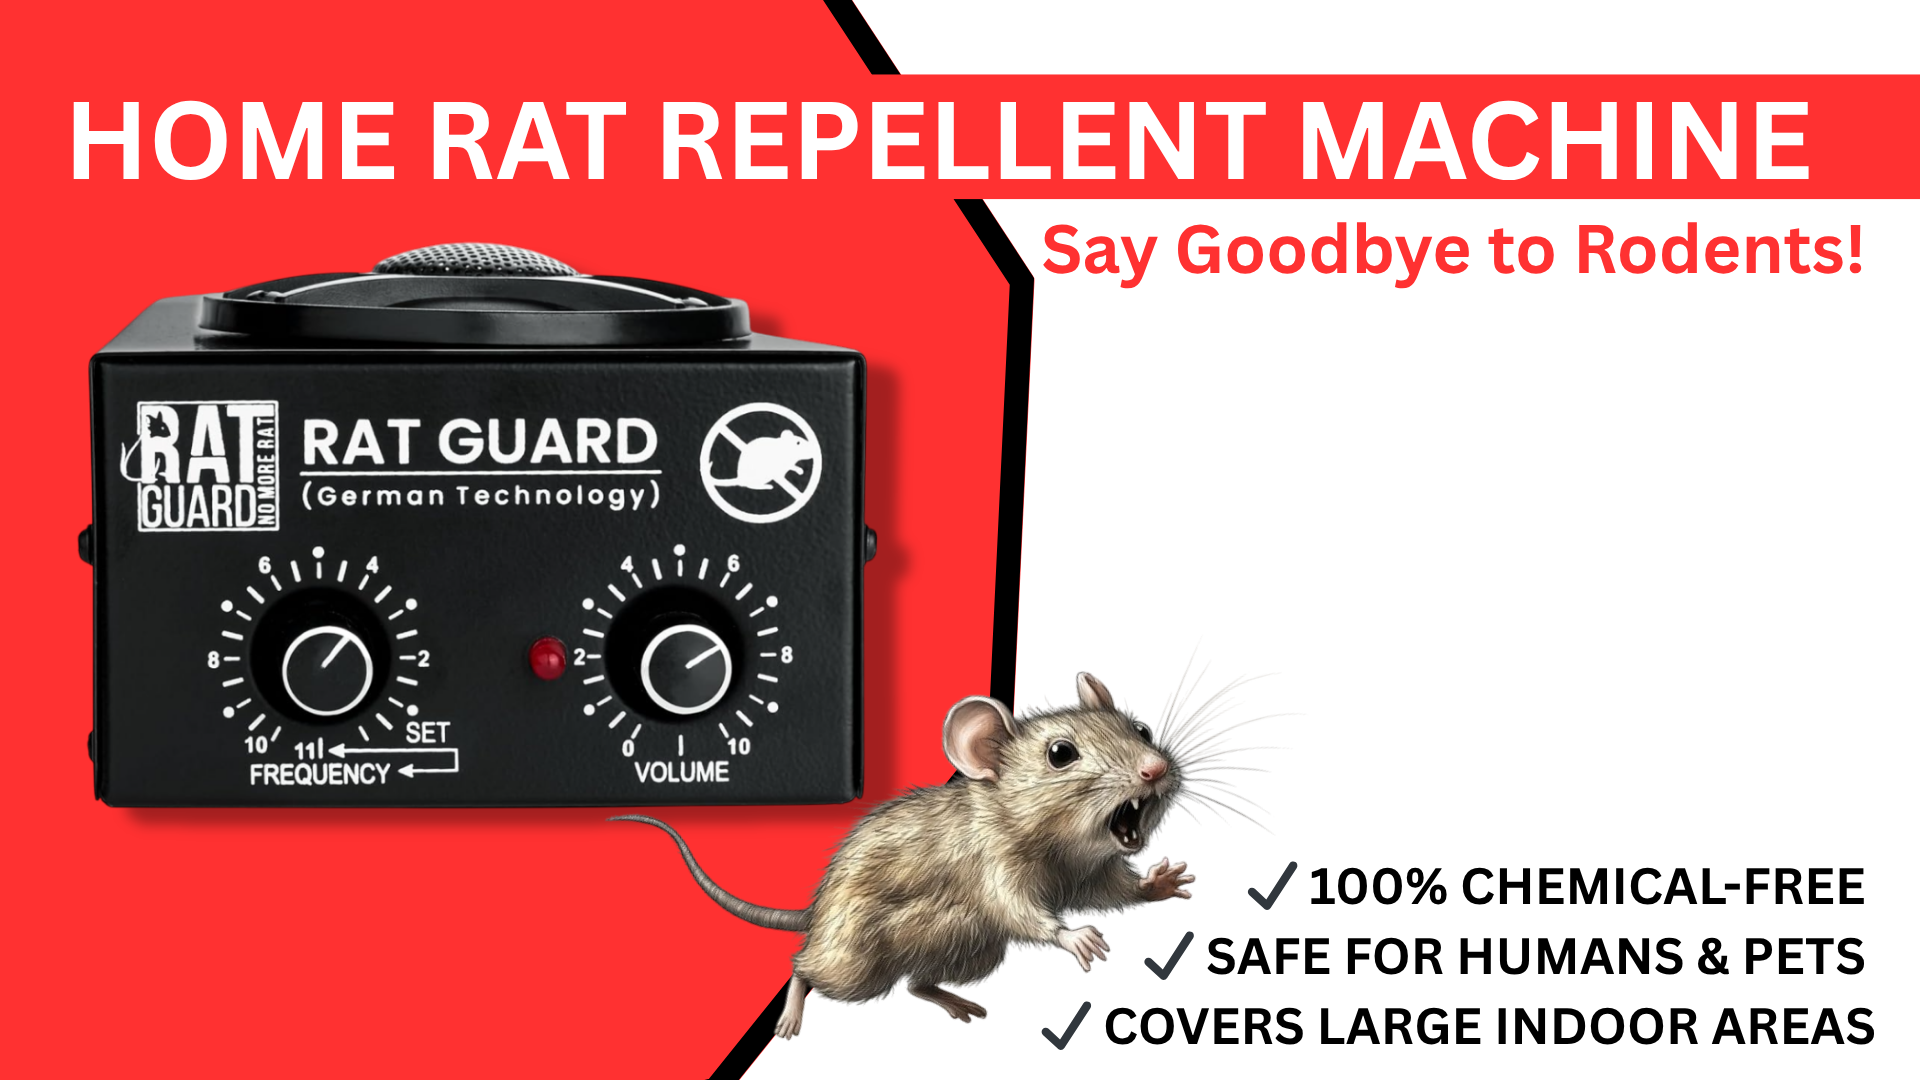 HOME RAT REPELLENT MACHINE
Say Goodbye to Rodents!
RAT
GUARD
NO MORE RAT
RAT GUARD
(German Technology)
6 4
8 2
10 11 SET
FREQUENCY
4 6
2 8
0 10
VOLUME
✓ 100% CHEMICAL-FREE
✓ SAFE FOR HUMANS & PETS
✓ COVERS LARGE INDOOR AREAS